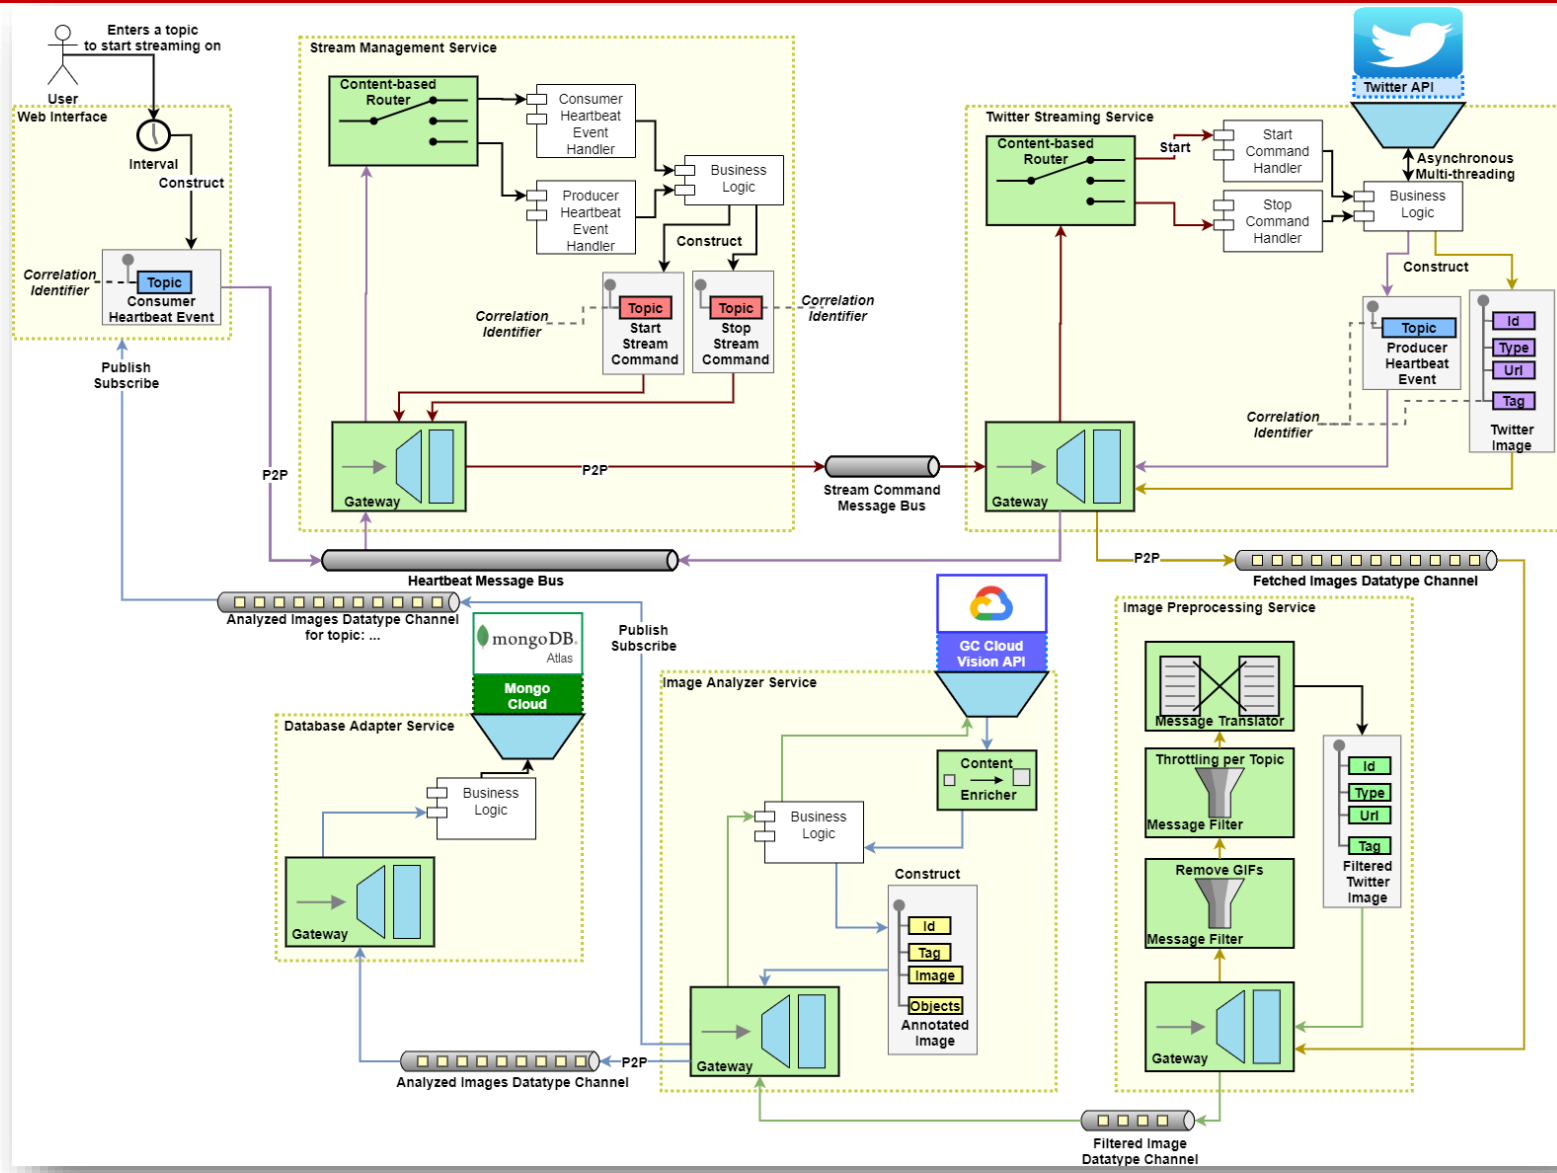 Enters a topic
to start streaming on
User
Web Interface
Interval
Construct
Correlation
Identifier
Topic
Consumer
Heartbeat Event
Publish
Subscribe
P2P
Stream Management Service
Content-based
Router
Consumer
Heartbeat
Event
Handler
Producer
Heartbeat
Event
Handler
Business
Logic
Construct
Correlation
Identifier
Topic
Start
Stream
Command
Topic
Stop
Stream
Command
Correlation
Identifier
Gateway
P2P
Stream Command
Message Bus
Heartbeat Message Bus
Twitter API
Twitter Streaming Service
Content-based
Router
Start
Start
Command
Handler
Stop
Command
Handler
Asynchronous
Multi-threading
Business
Logic
Construct
Topic
Producer
Heartbeat
Event
Id
Type
Url
Tag
Twitter
Image
Correlation
Identifier
Gateway
P2P
Fetched Images Datatype Channel
Analyzed Images Datatype Channel
for topic: ...
Publish
Subscribe
mongoDB.
Atlas
Mongo
Cloud
Database Adapter Service
Business
Logic
Gateway
Analyzed Images Datatype Channel
P2P
GC Cloud
Vision API
Image Analyzer Service
Content
Enricher
Business
Logic
Construct
Id
Tag
Image
Objects
Annotated
Image
Gateway
Image Preprocessing Service
Message Translator
Throttling per Topic
Message Filter
Remove GIFs
Message Filter
Id
Type
Url
Tag
Filtered
Twitter
Image
Gateway
Filtered Image
Datatype Channel